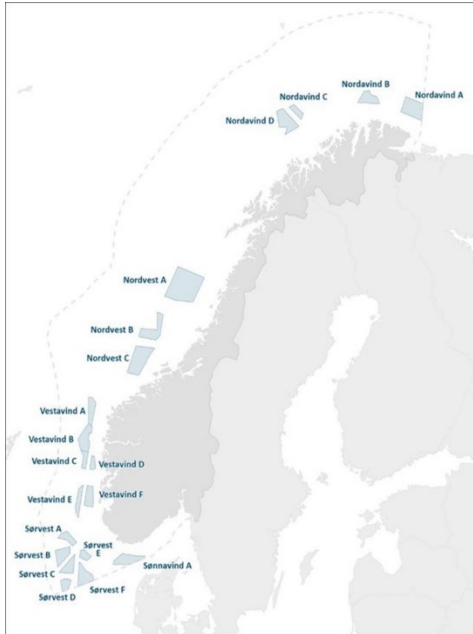 Nordavind B
Nordavind A
Nordavind C
Nordavind D
Nordvest A
Nordvest B
Nordvest C
Vestavind A
Vestavind B
Vestavind C
Vestavind D
Vestavind E
Vestavind F
Sørvest A
Sørvest
E
Sørvest B
Sønnavind A
Sørvest C
Sørvest D
Sørvest F